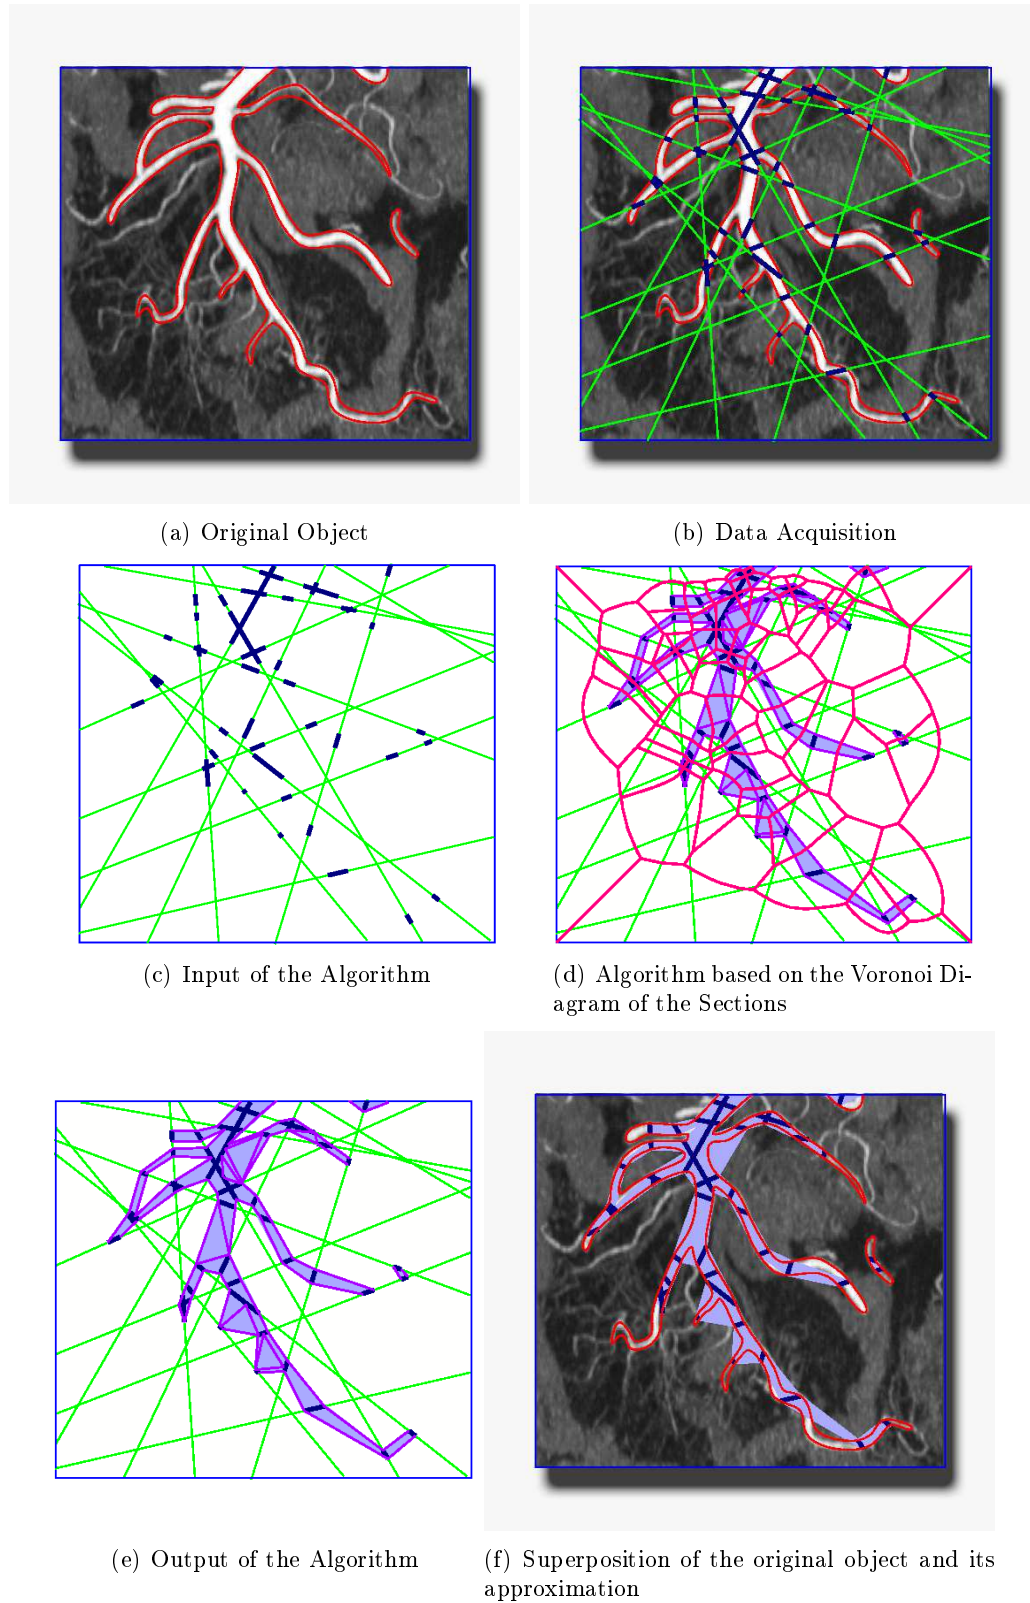 (a) Original Object
(b) Data Acquisition
(c) Input of the Algorithm
(d) Algorithm based on the Voronoi Di-
agram of the Sections
(e) Output of the Algorithm
(f) Superposition of the original object and its
approximation